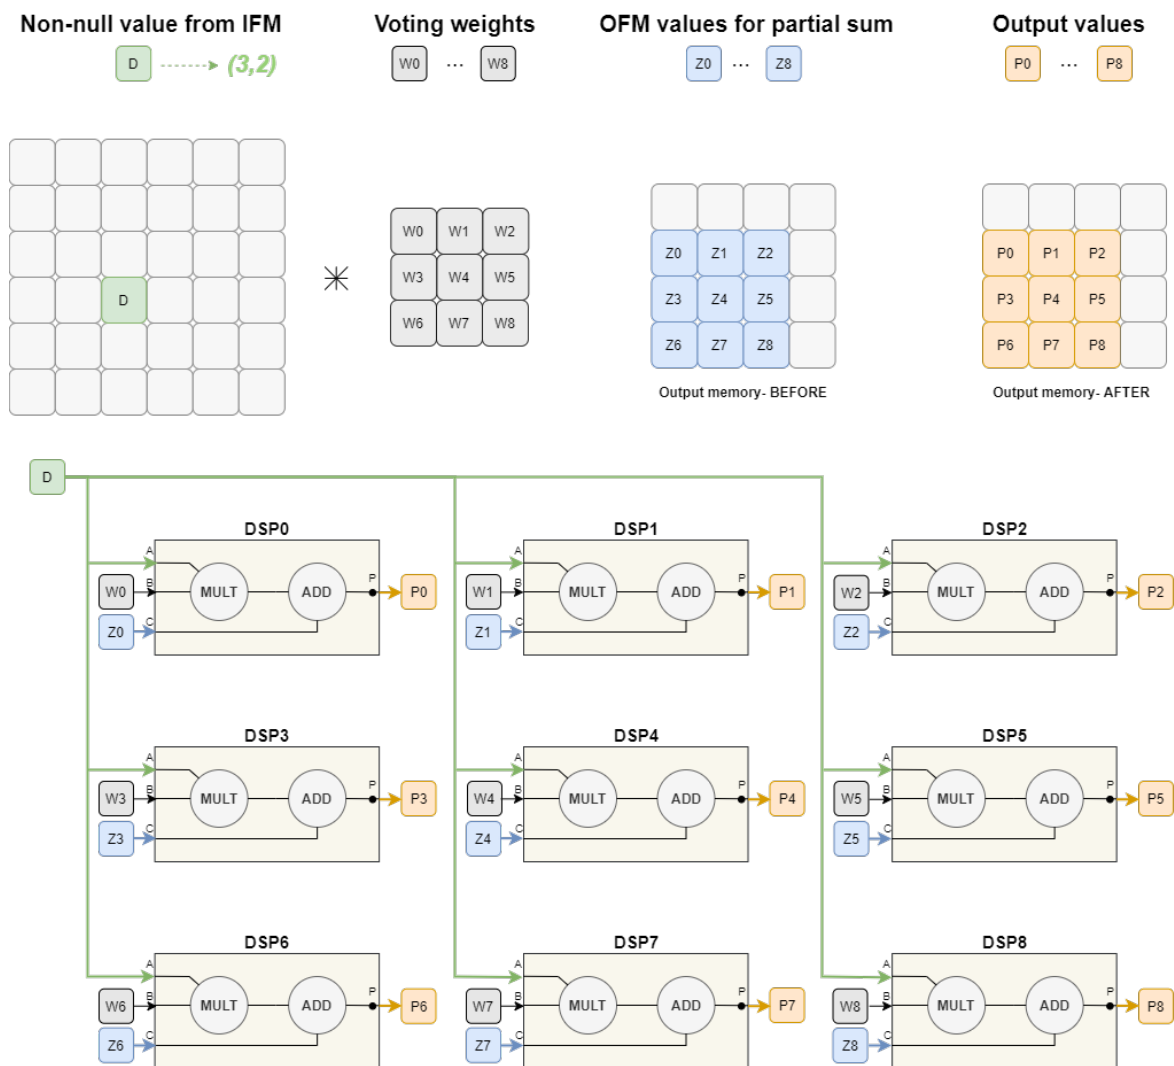 Non-null value from IFM Voting weights OFM values for partial sum Output values
D (3,2) W0 ... W8 Z0 ... Z8 P0 ... P8
W0 W1 W2
Z0 Z1 Z2 P0 P1 P2
D W3 W4 W5
Z3 Z4 Z5 P3 P4 P5
W6 W7 W8
Z6 Z7 Z8 P6 P7 P8
Output memory- BEFORE Output memory- AFTER
D
DSP0 DSP1 DSP2
A A A
W0 B MULT ADD P P0 W1 B MULT ADD P P1 W2 B MULT ADD P P2
Z0 C Z1 C Z2 C
DSP3 DSP4 DSP5
A A A
W3 B MULT ADD P P3 W4 B MULT ADD P P4 W5 B MULT ADD P P5
Z3 C Z4 C Z5 C
DSP6 DSP7 DSP8
A A A
W6 B MULT ADD P P6 W7 B MULT ADD P P7 W8 B MULT ADD P P8
Z6 C Z7 C Z8 C